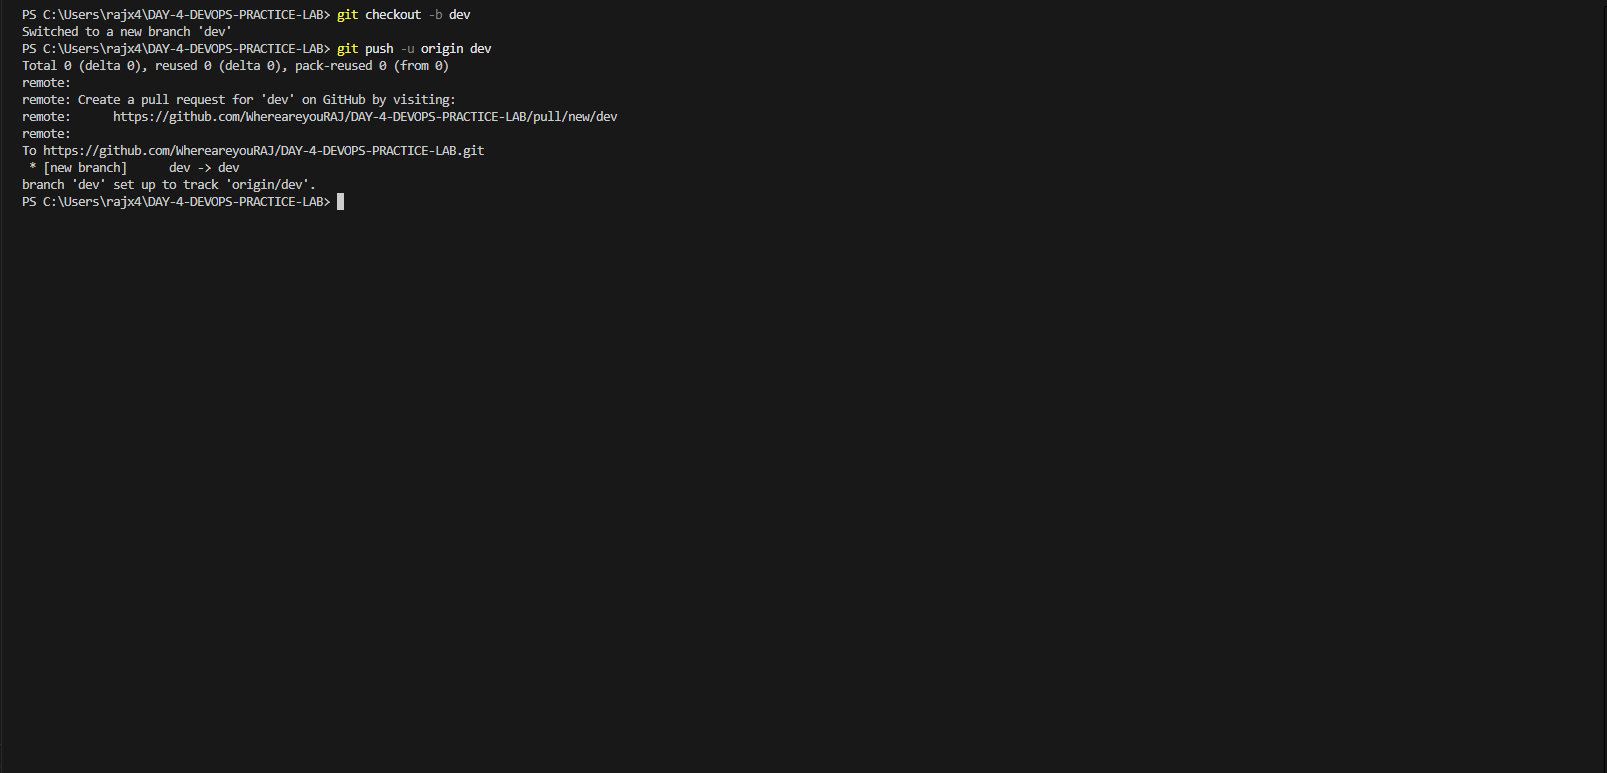 PS C:\Users\rajx4\DAY-4-DEVOPS-PRACTICE-LAB> git checkout -b dev
Switched to a new branch 'dev'
PS C:\Users\rajx4\DAY-4-DEVOPS-PRACTICE-LAB> git push -u origin dev
Total 0 (delta 0), reused 0 (delta 0), pack-reused 0 (from 0)
remote:
remote: Create a pull request for 'dev' on GitHub by visiting:
remote:      https://github.com/WhereareyouRAJ/DAY-4-DEVOPS-PRACTICE-LAB/pull/new/dev
remote:
To https://github.com/WhereareyouRAJ/DAY-4-DEVOPS-PRACTICE-LAB.git
 * [new branch]      dev -> dev
branch 'dev' set up to track 'origin/dev'.
PS C:\Users\rajx4\DAY-4-DEVOPS-PRACTICE-LAB>